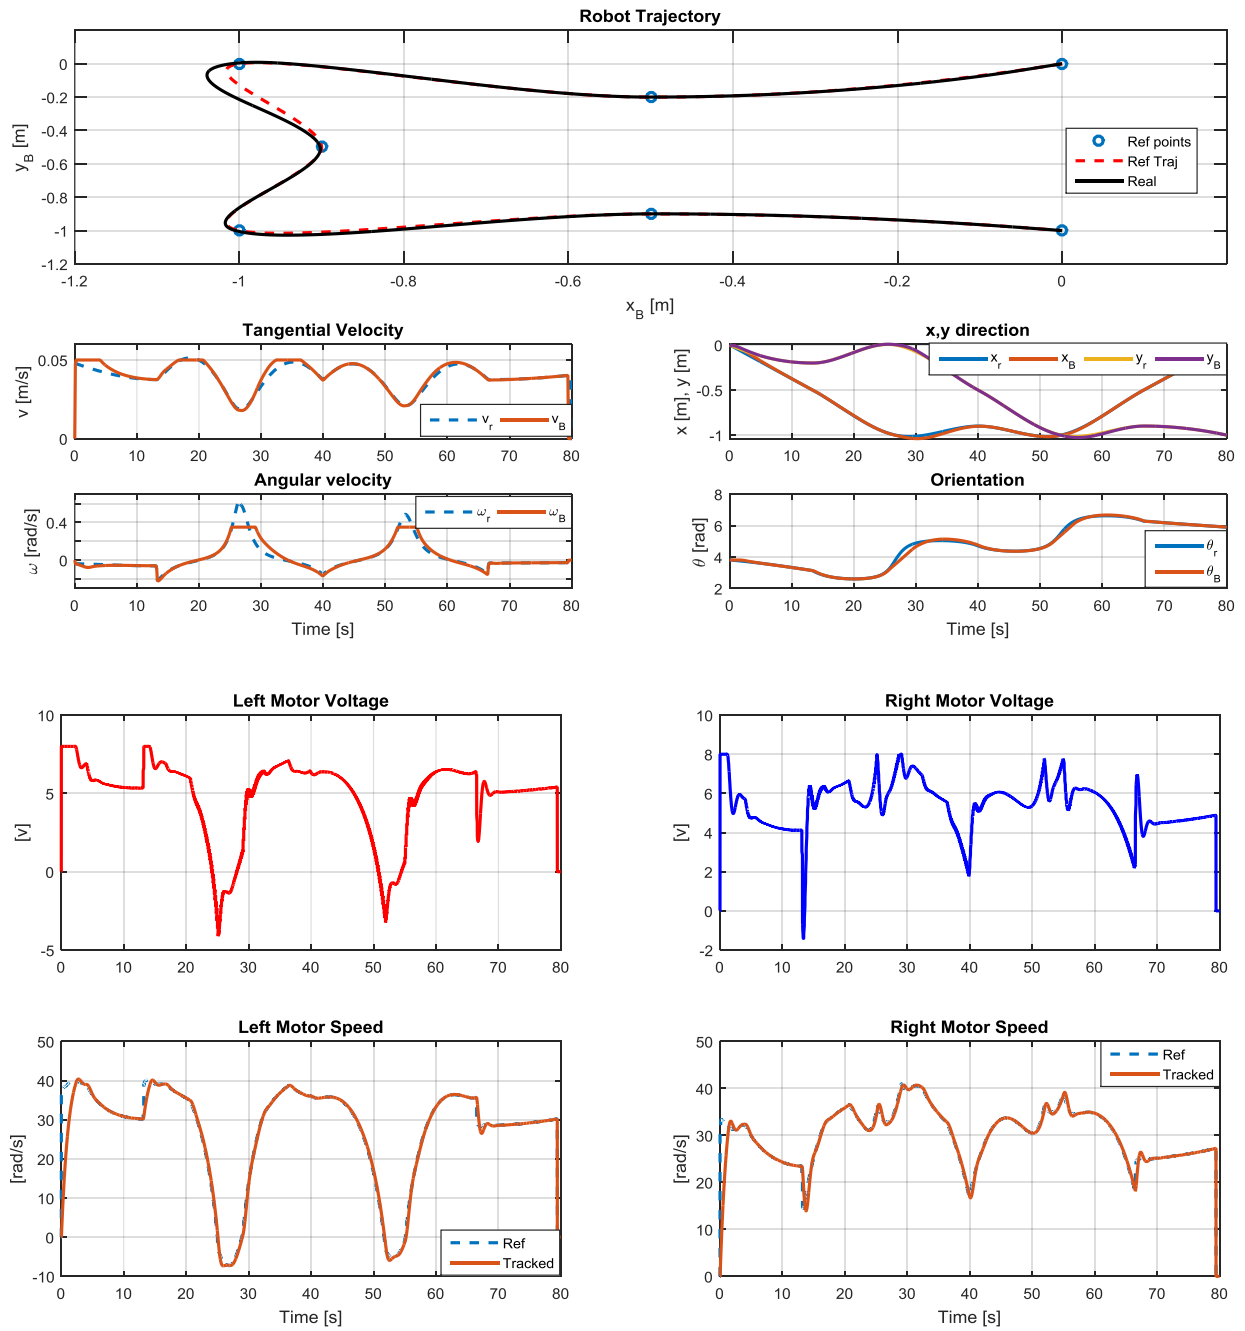 Robot Trajectory
0
-0.2
-0.4
-0.6
-0.8
-1
-1.2
y_B [m]
Ref points
Ref Traj
Real
-1.2 -1 -0.8 -0.6 -0.4 -0.2 0
x_B [m]
Tangential Velocity
0.05
0
v [m/s]
v_r v_B
0 10 20 30 40 50 60 70 80
x,y direction
0
-0.5
-1
x [m], y [m]
x_r x_B y_r y_B
0 10 20 30 40 50 60 70 80
Angular velocity
0.4
0
ω [rad/s]
ω_r ω_B
0 10 20 30 40 50 60 70 80
Time [s]
Orientation
8
6
4
2
θ [rad]
θ_r
θ_B
0 10 20 30 40 50 60 70 80
Time [s]
Left Motor Voltage
10
5
0
-5
[v]
0 10 20 30 40 50 60 70 80
Right Motor Voltage
10
8
6
4
2
0
-2
[v]
0 10 20 30 40 50 60 70 80
Left Motor Speed
50
40
30
20
10
0
-10
[rad/s]
Ref
Tracked
0 10 20 30 40 50 60 70 80
Time [s]
Right Motor Speed
50
40
30
20
10
0
[rad/s]
Ref
Tracked
0 10 20 30 40 50 60 70 80
Time [s]